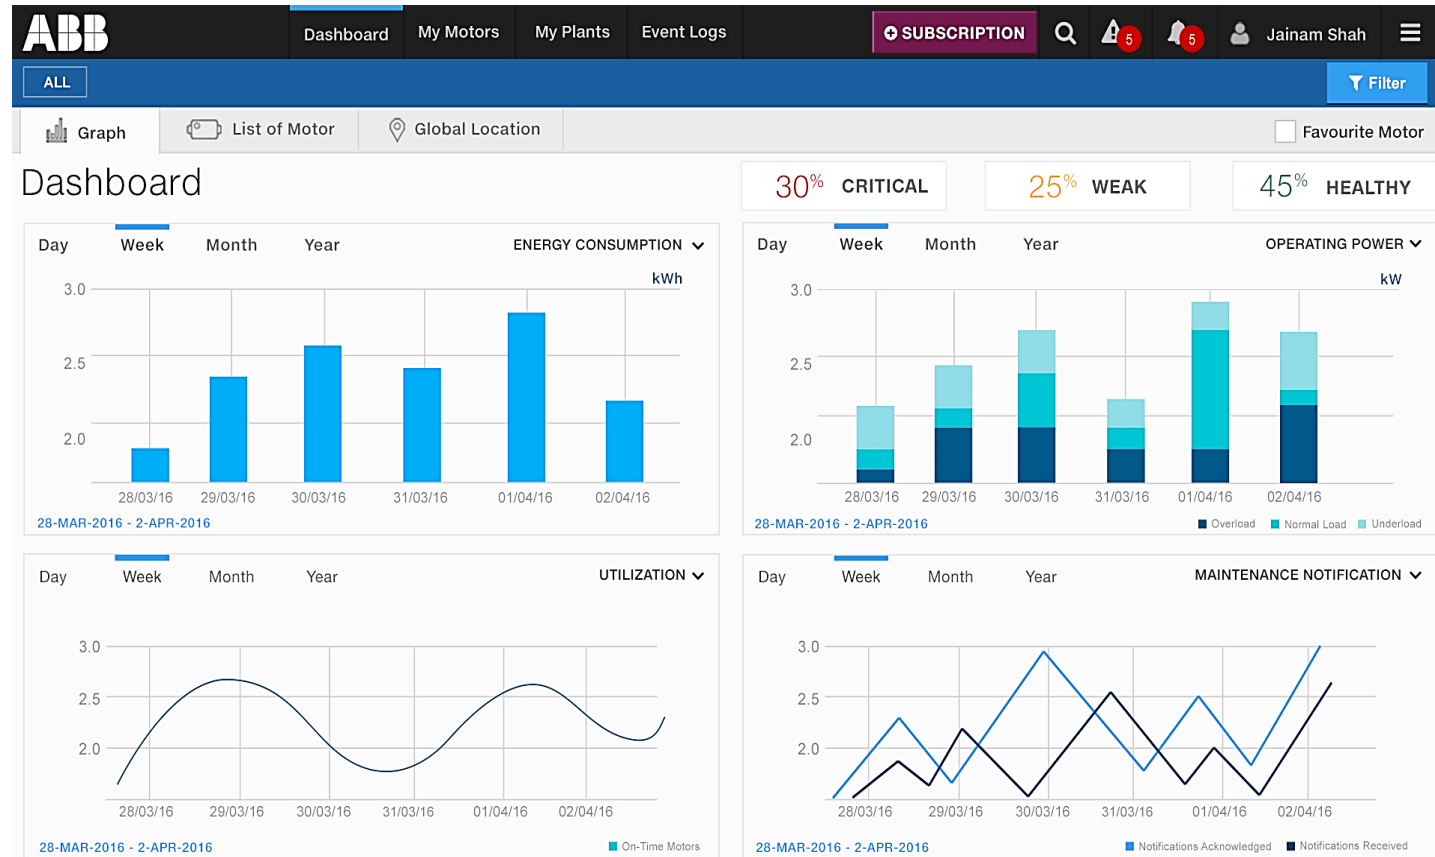 ABB Dashboard My Motors My Plants Event Logs SUBSCRIPTION 5 5 Jainam Shah
ALL Filter
Graph List of Motor Global Location Favourite Motor
Dashboard 30% CRITICAL 25% WEAK 45% HEALTHY
Day Week Month Year ENERGY CONSUMPTION
kWh
3.0
2.5
2.0
28/03/16 29/03/16 30/03/16 31/03/16 01/04/16 02/04/16
28-MAR-2016 - 2-APR-2016
Day Week Month Year OPERATING POWER
kW
3.0
2.5
2.0
28/03/16 29/03/16 30/03/16 31/03/16 01/04/16 02/04/16
28-MAR-2016 - 2-APR-2016 Overload Normal Load Underload
Day Week Month Year UTILIZATION
3.0
2.5
2.0
28/03/16 29/03/16 30/03/16 31/03/16 01/04/16 02/04/16
28-MAR-2016 - 2-APR-2016 On-Time Motors
Day Week Month Year MAINTENANCE NOTIFICATION
3.0
2.5
2.0
28/03/16 29/03/16 30/03/16 31/03/16 01/04/16 02/04/16
28-MAR-2016 - 2-APR-2016 Notifications Acknowledged Notifications Received